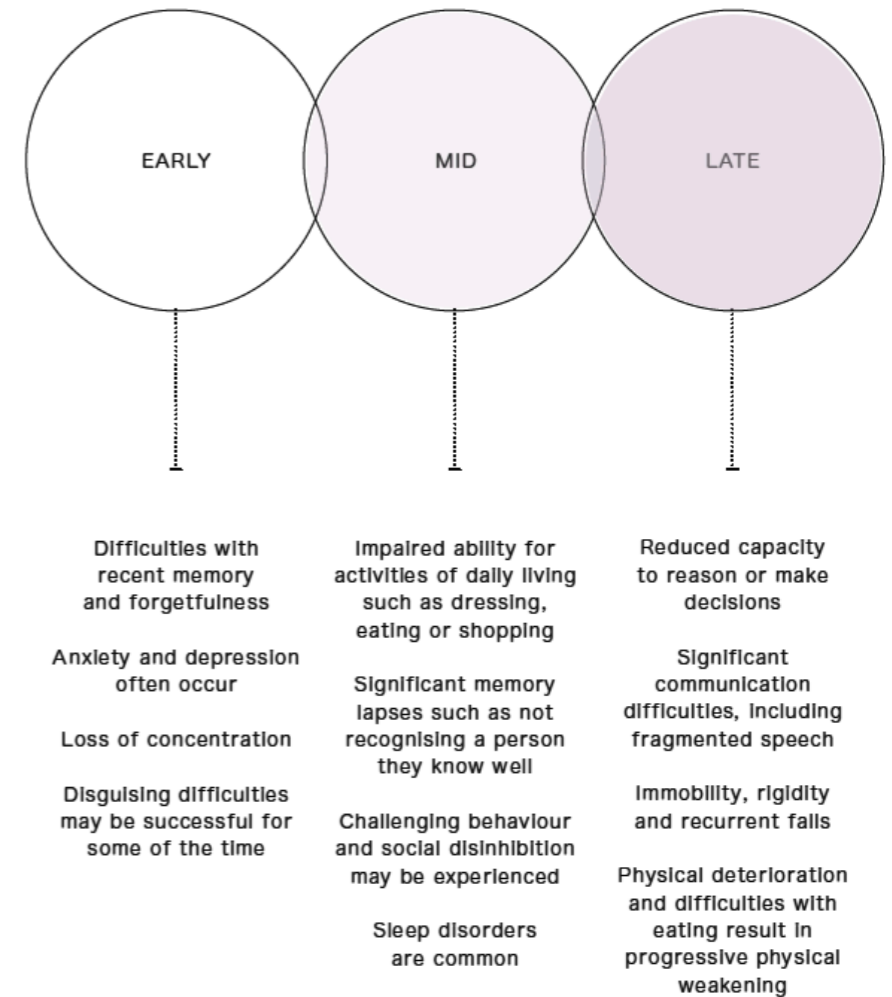 EARLY
MID
LATE
Difficulties with
recent memory
and forgetfulness
Anxiety and depression
often occur
Loss of concentration
Disguising difficulties
may be successful for
some of the time
Impaired ability for
activities of daily living
such as dressing,
eating or shopping
Significant memory
lapses such as not
recognising a person
they know well
Challenging behaviour
and social disinhibition
may be experienced
Sleep disorders
are common
Reduced capacity
to reason or make
decisions
Significant
communication
difficulties, including
fragmented speech
Immobility, rigidity
and recurrent falls
Physical deterioration
and difficulties with
eating result in
progressive physical
weakening